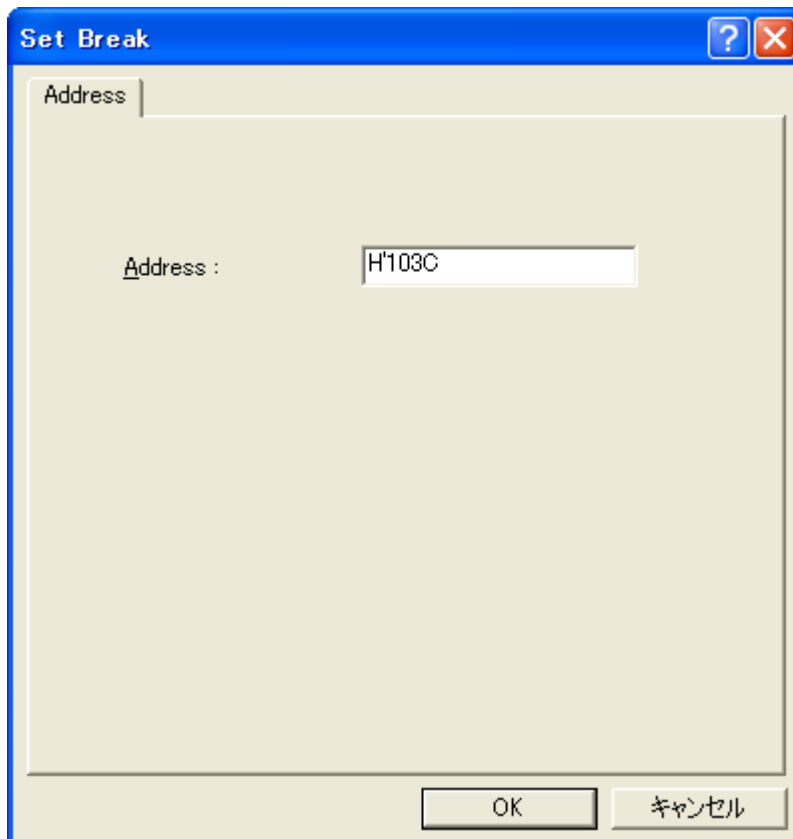 Set Break
Address
Address :
H'103C
OK
キャンセル